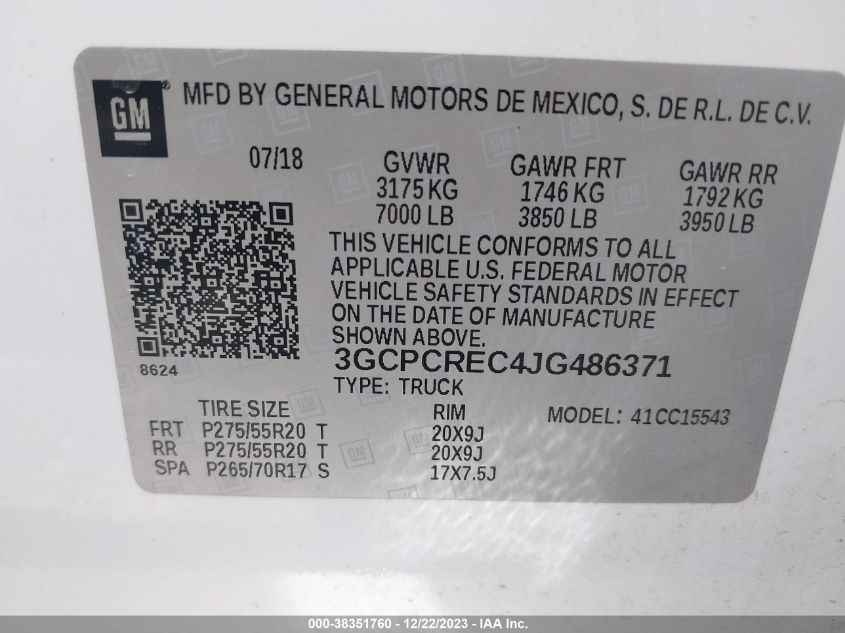 GM ®
MFD BY GENERAL MOTORS DE MEXICO, S. DE R.L. DE C.V.
07/18 GVWR GAWR FRT GAWR RR
3175 KG 1746 KG 1792 KG
7000 LB 3850 LB 3950 LB
THIS VEHICLE CONFORMS TO ALL
APPLICABLE U.S. FEDERAL MOTOR
VEHICLE SAFETY STANDARDS IN EFFECT
ON THE DATE OF MANUFACTURE
SHOWN ABOVE.
3GCPCREC4JG486371
8624
TYPE: TRUCK
TIRE SIZE RIM MODEL: 41CC15543
FRT P275/55R20 T 20X9J
RR P275/55R20 T 20X9J
SPA P265/70R17 S 17X7.5J
000-38351760 - 12/22/2023 - IAA Inc.